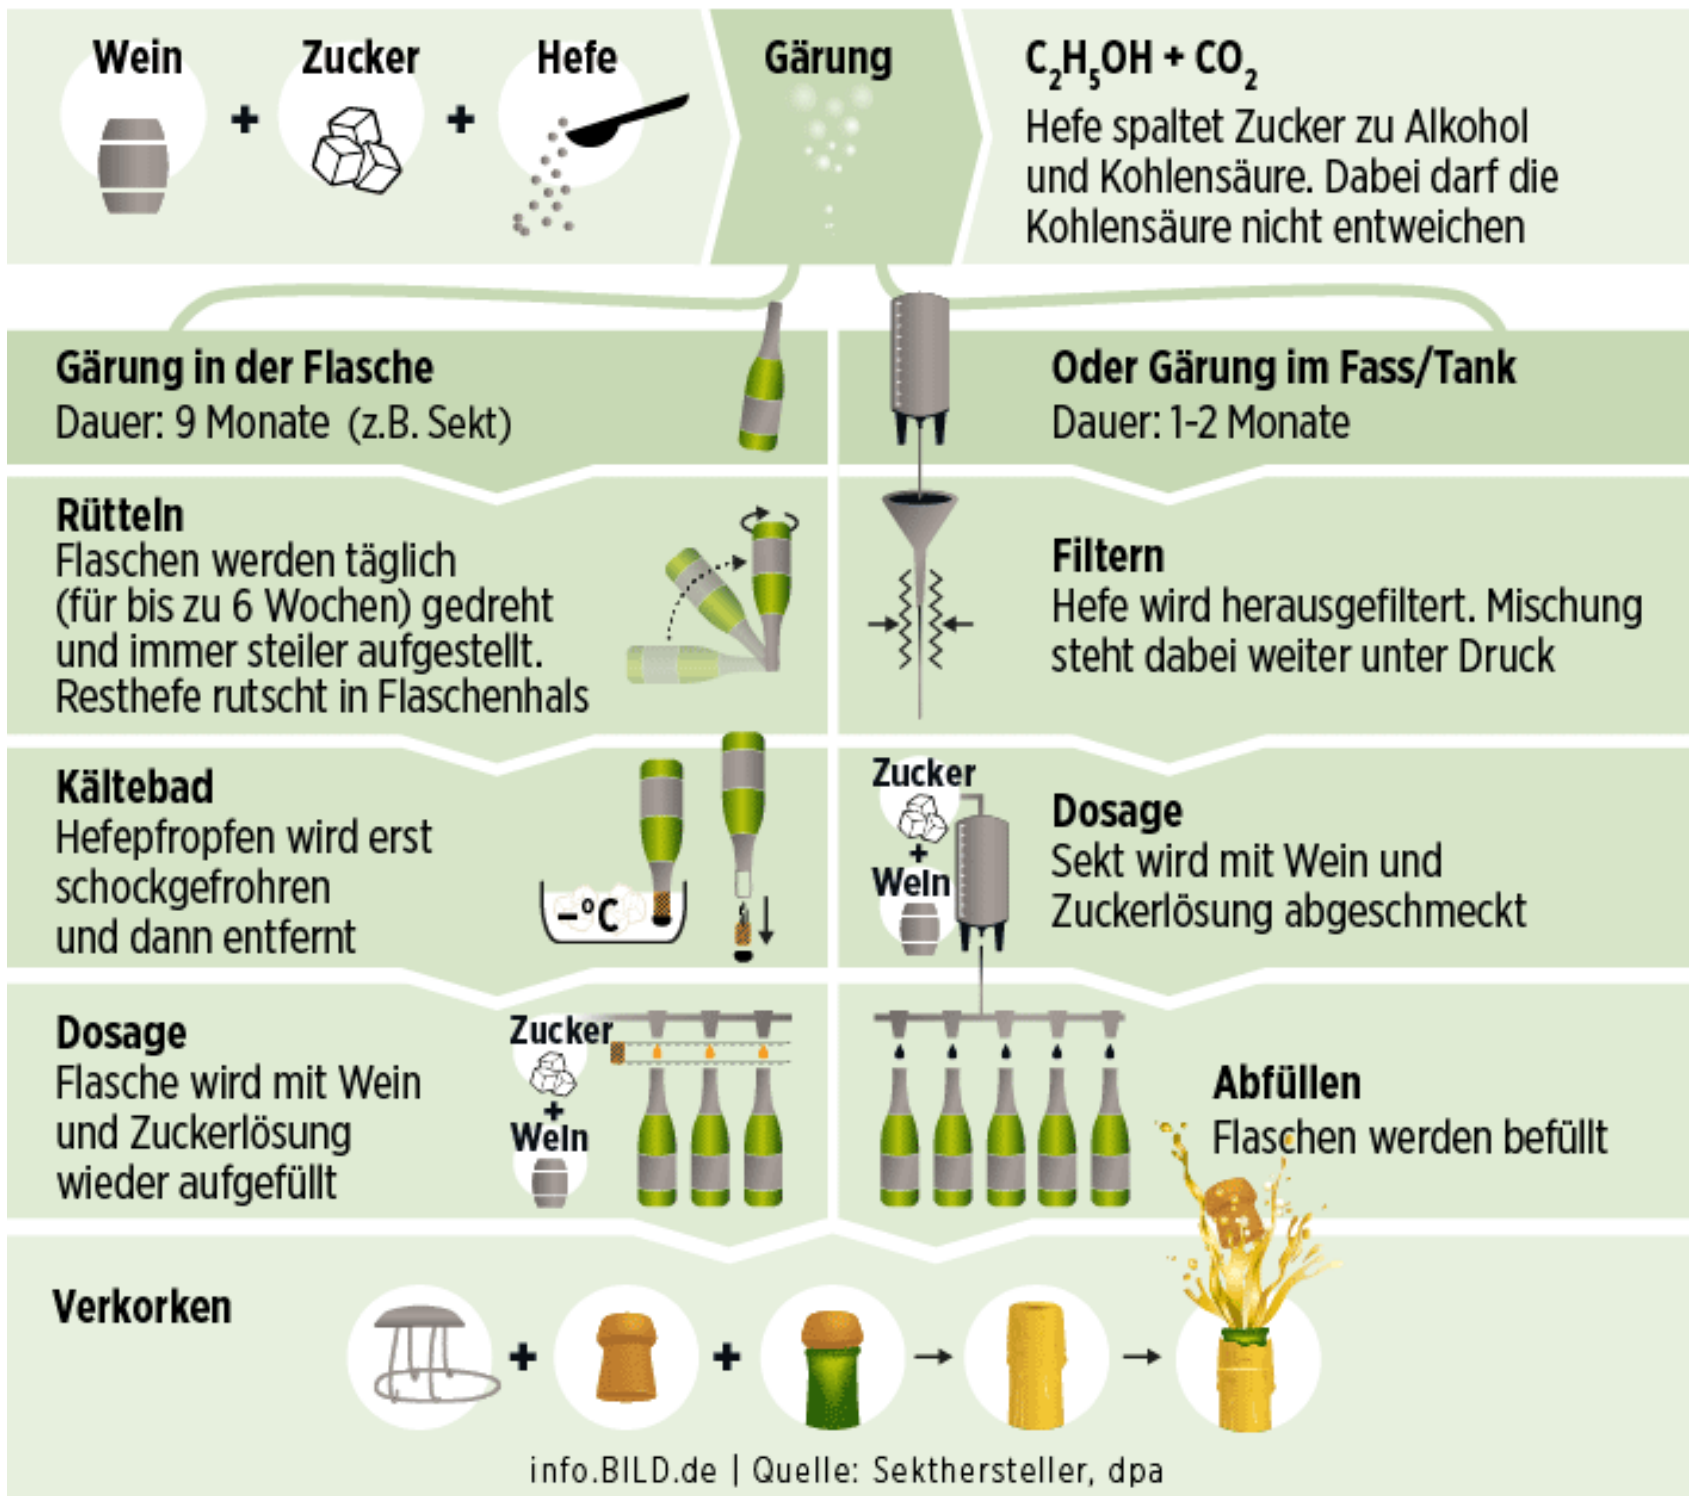 Wein + Zucker + Hefe
Gärung
C₂H₅OH + CO₂
Hefe spaltet Zucker zu Alkohol
und Kohlensäure. Dabei darf die
Kohlensäure nicht entweichen
Gärung in der Flasche
Dauer: 9 Monate (z.B. Sekt)
Rütteln
Flaschen werden täglich
(für bis zu 6 Wochen) gedreht
und immer steiler aufgestellt.
Resthefe rutscht in Flaschenhals
Kältebad
Hefepfropfen wird erst
schockgefrohren
und dann entfernt
–°C
Dosage
Flasche wird mit Wein
und Zuckerlösung
wieder aufgefüllt
Zucker
+
Wein
Oder Gärung im Fass/Tank
Dauer: 1-2 Monate
Filtern
Hefe wird herausgefiltert. Mischung
steht dabei weiter unter Druck
Zucker
+
Wein
Dosage
Sekt wird mit Wein und
Zuckerlösung abgeschmeckt
Abfüllen
Flaschen werden befüllt
Verkorken
+ +
info.BILD.de | Quelle: Sekthersteller, dpa